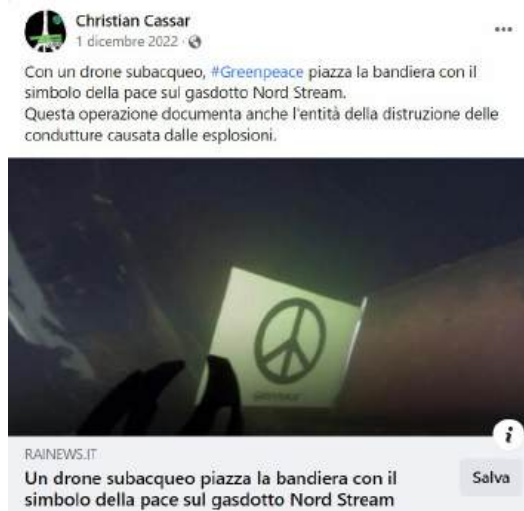 Christian Cassar
1 dicembre 2022
Con un drone subacqueo, #Greenpeace piazza la bandiera con il
simbolo della pace sul gasdotto Nord Stream.
Questa operazione documenta anche l'entità della distruzione delle
condutture causata dalle esplosioni.
GREENPEACE
RAINEWS.IT
Un drone subacqueo piazza la bandiera con il
simbolo della pace sul gasdotto Nord Stream
Salva